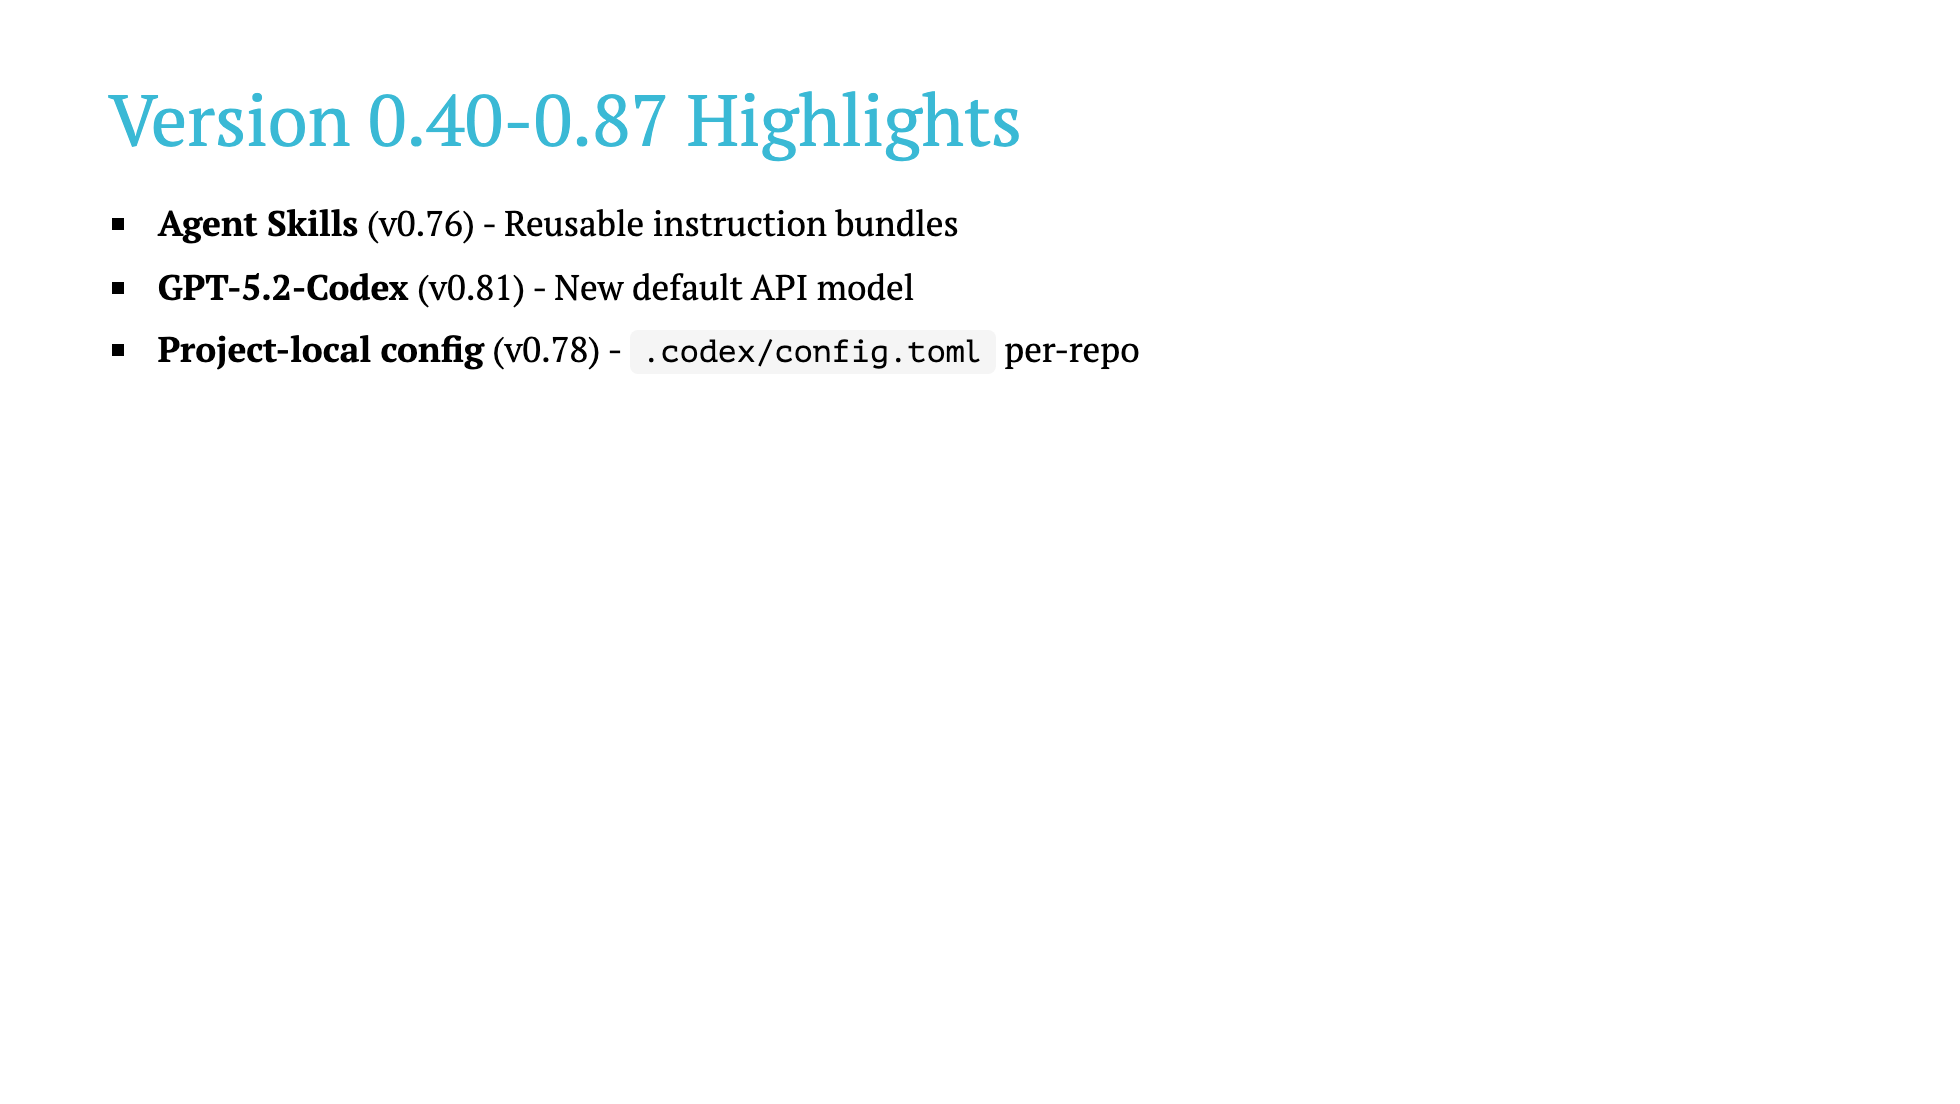 Version 0.40-0.87 Highlights
▪ Agent Skills (v0.76) - Reusable instruction bundles
▪ GPT-5.2-Codex (v0.81) - New default API model
▪ Project-local config (v0.78) - .codex/config.toml per-repo